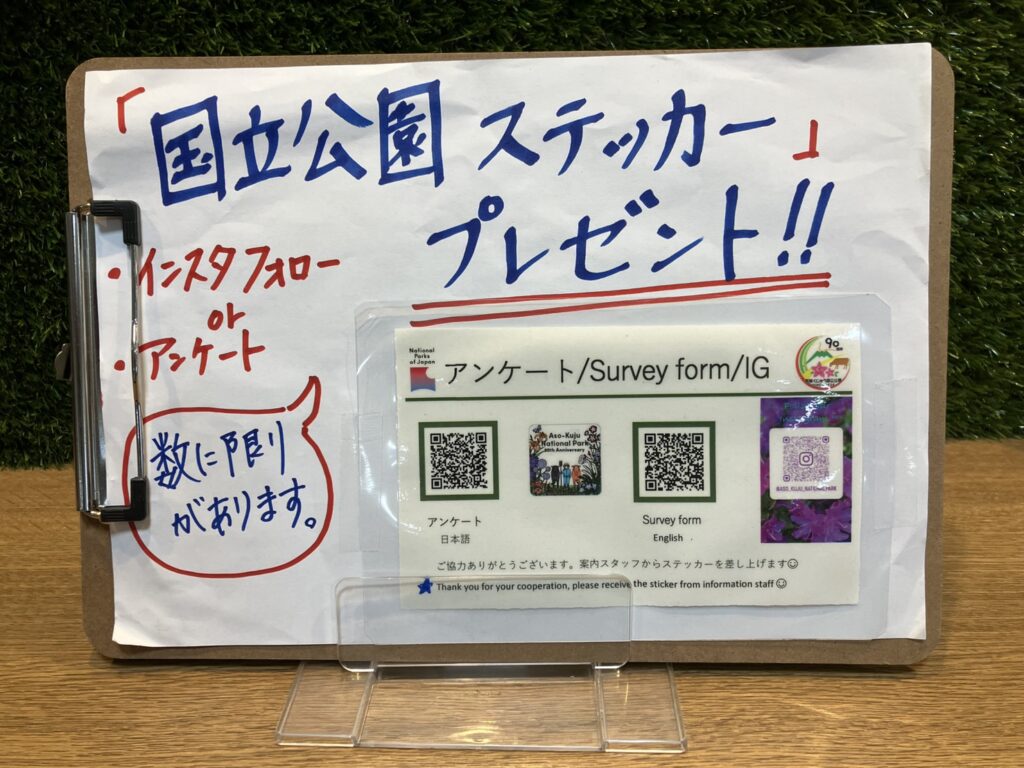 「国立公園 ステッカー」
プレゼント!!
・インスタフォロー
or
・アンケート
数に限り
があります。
National
Parks
of Japan
アンケート/Survey form/IG
90
Aso-Kuju
National Park
90th Anniversary
アンケート
日本語
Survey form
English
@ASO_KUJU_NATIONALPARK
ご協力ありがとうございます。案内スタッフからステッカーを差し上げます☺
★ Thank you for your cooperation, please receive the sticker from information staff ☺